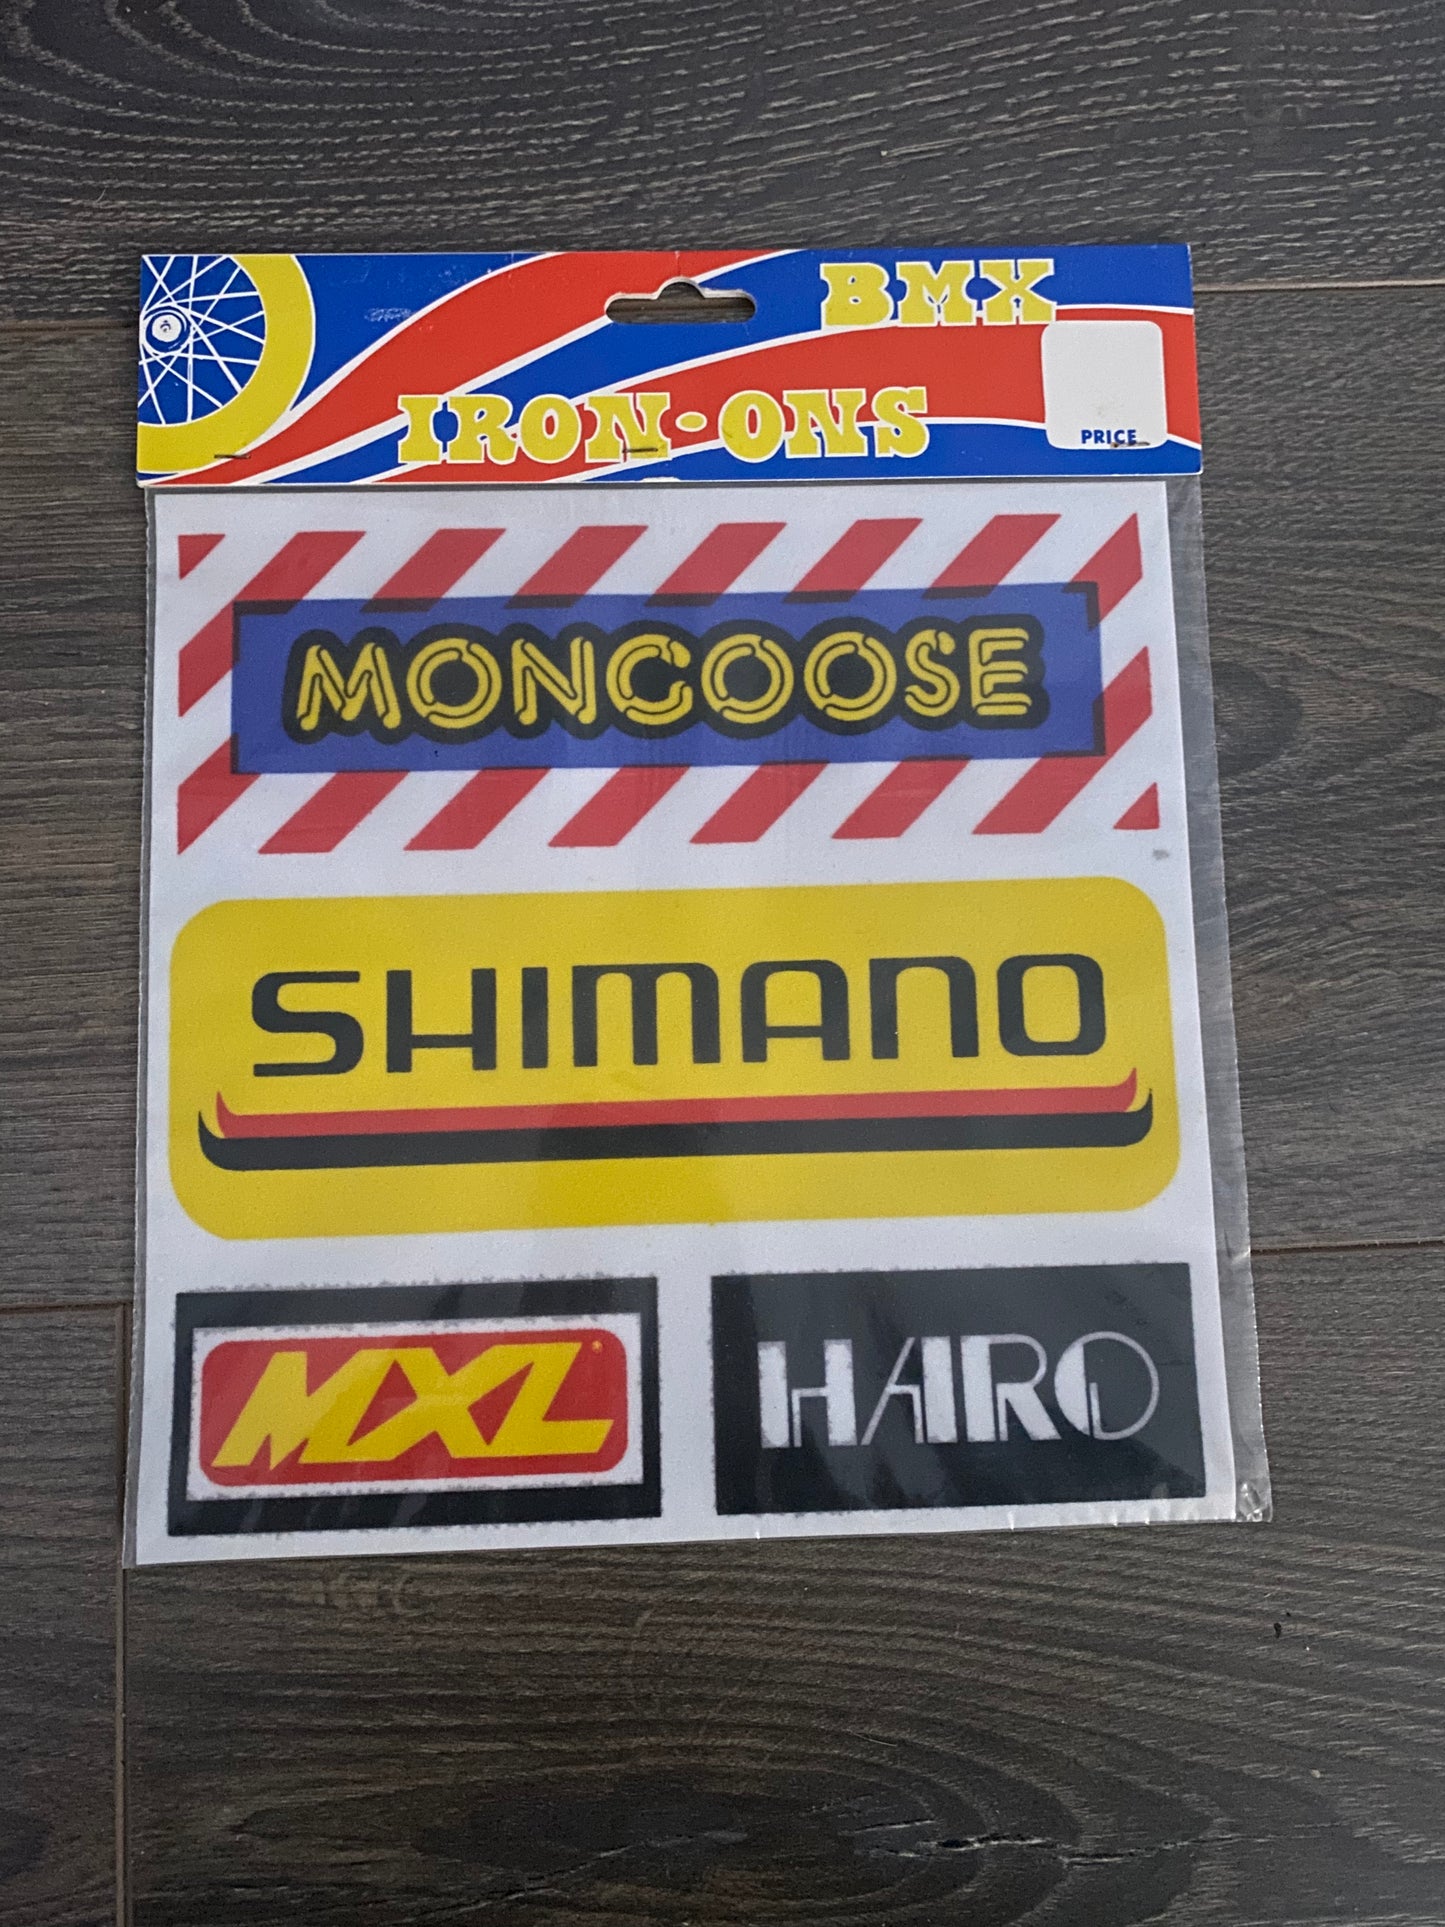 BMX
IRON-ONS
PRICE
MONGOOSE
SHIMANO
MXL
HARO